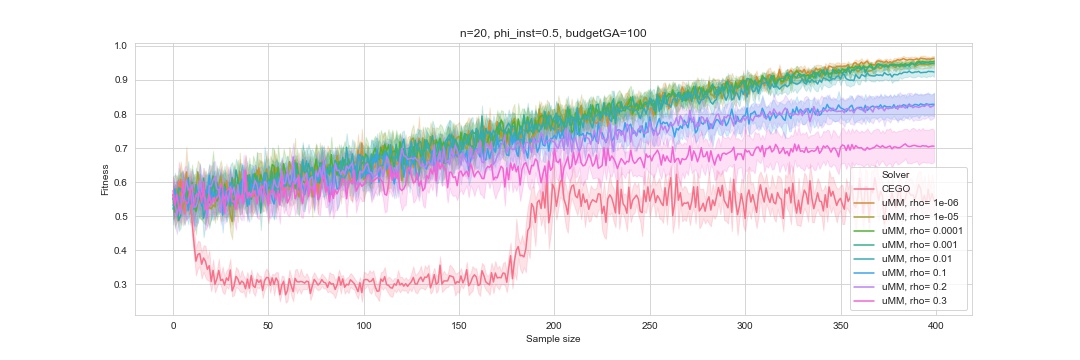 n=20, phi_inst=0.5, budgetGA=100
1.0
0.9
0.8
0.7
0.6
0.5
0.4
0.3
Fitness
Solver
CEGO
uMM, rho= 1e-06
uMM, rho= 1e-05
uMM, rho= 0.0001
uMM, rho= 0.001
uMM, rho= 0.01
uMM, rho= 0.1
uMM, rho= 0.2
uMM, rho= 0.3
0 50 100 150 200 250 300 350 400
Sample size